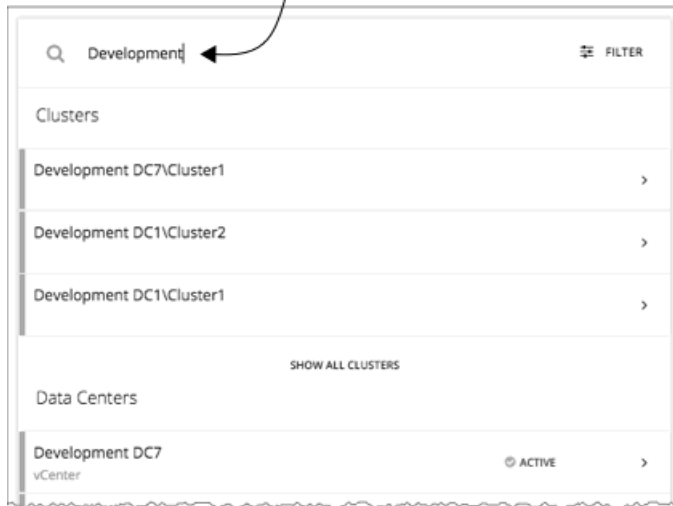 Development
FILTER
Clusters
Development DC7\Cluster1
Development DC1\Cluster2
Development DC1\Cluster1
SHOW ALL CLUSTERS
Data Centers
Development DC7
ACTIVE
vCenter